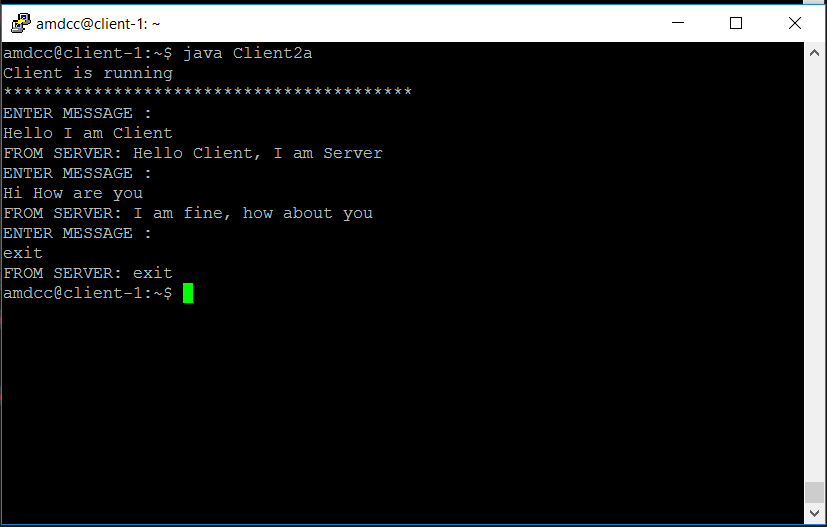 amdcc@client-1: ~
amdcc@client-1:~$ java Client2a
Client is running
*****************************************
ENTER MESSAGE :
Hello I am Client
FROM SERVER: Hello Client, I am Server
ENTER MESSAGE :
Hi How are you
FROM SERVER: I am fine, how about you
ENTER MESSAGE :
exit
FROM SERVER: exit
amdcc@client-1:~$